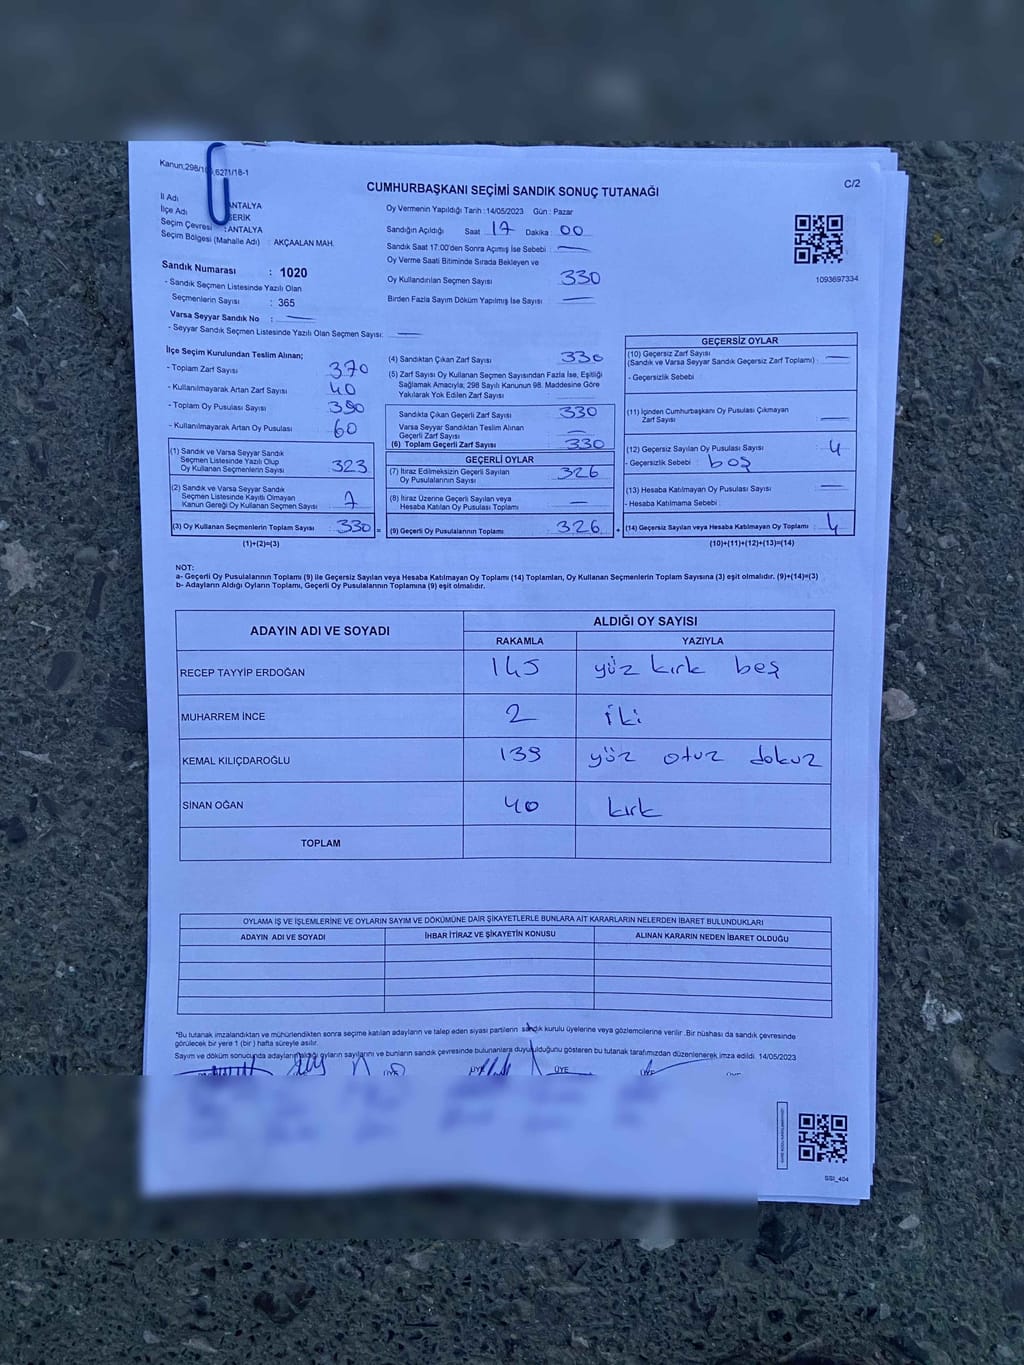 Kanun:298/10 6271/18-1
CUMHURBAŞKANI SEÇİMİ SANDIK SONUÇ TUTANAĞI
C/2
İl Adı ANTALYA
İlçe Adı SERİK
Seçim Çevresi : ANTALYA
Seçim Bölgesi (Mahalle Adı) : AKÇAALAN MAH.
Sandık Numarası : 1020
- Sandık Seçmen Listesinde Yazılı Olan
Seçmenlerin Sayısı : 365
Varsa Seyyar Sandık No :
- Seyyar Sandık Seçmen Listesinde Yazılı Olan Seçmen Sayısı:
Oy Vermenin Yapıldığı Tarih : 14/05/2023 Gün : Pazar
Sandığın Açıldığı Saat 17 Dakika 00
Sandık Saat 17:00'den Sonra Açımış İse Sebebi :
Oy Verme Saati Bitiminde Sırada Bekleyen ve
Oy Kullandırılan Seçmen Sayısı 330
Birden Fazla Sayım Döküm Yapılmış İse Sayısı :
1093697334
İlçe Seçim Kurulundan Teslim Alınan;
- Toplam Zarf Sayısı 370
- Kullanılmayarak Artan Zarf Sayısı 40
- Toplam Oy Pusulası Sayısı 390
- Kullanılmayarak Artan Oy Pusulası 60
(1) Sandık ve Varsa Seyyar Sandık
Seçmen Listesinde Yazılı Olup
Oy Kullanan Seçmenlerin Sayısı 323
(2) Sandık ve Varsa Seyyar Sandık
Seçmen Listesinde Kayıtlı Olmayan
Kanun Gereği Oy Kullanan Seçmen Sayısı 7
(3) Oy Kullanan Seçmenlerin Toplam Sayısı 330 =
(1)+(2)=(3)
(4) Sandıktan Çıkan Zarf Sayısı 330
(5) Zarf Sayısı Oy Kullanan Seçmen Sayısından Fazla İse, Eşitliği
Sağlamak Amacıyla; 298 Sayılı Kanunun 98. Maddesine Göre
Yakılarak Yok Edilen Zarf Sayısı :
Sandıkta Çıkan Geçerli Zarf Sayısı 330
Varsa Seyyar Sandıktan Teslim Alınan
Geçerli Zarf Sayısı
(6) Toplam Geçerli Zarf Sayısı 330
GEÇERLİ OYLAR
(7) İtiraz Edilmeksizin Geçerli Sayılan
Oy Pusulalarının Sayısı 326
(8) İtiraz Üzerine Geçerli Sayılan veya
Hesaba Katılan Oy Pusulası Toplamı
(9) Geçerli Oy Pusulalarının Toplamı 326 +
GEÇERSİZ OYLAR
(10) Geçersiz Zarf Sayısı
(Sandık ve Varsa Seyyar Sandık Geçersiz Zarf Toplamı) :
- Geçersizlik Sebebi :
(11) İçinden Cumhurbaşkanı Oy Pusulası Çıkmayan
Zarf Sayısı
(12) Geçersiz Sayılan Oy Pusulası Sayısı 4
- Geçersizlik Sebebi : boş
(13) Hesaba Katılmayan Oy Pusulası Sayısı
- Hesaba Katılmama Sebebi :
(14) Geçersiz Sayılan veya Hesaba Katılmayan Oy Toplamı 4
(10)+(11)+(12)+(13)=(14)
NOT:
a- Geçerli Oy Pusulalarının Toplamı (9) ile Geçersiz Sayılan veya Hesaba Katılmayan Oy Toplamı (14) Toplamları, Oy Kullanan Seçmenlerin Toplam Sayısına (3) eşit olmalıdır. (9)+(14)=(3)
b- Adayların Aldığı Oyların Toplamı, Geçerli Oy Pusulalarının Toplamına (9) eşit olmalıdır.
ADAYIN ADI VE SOYADI ALDIĞI OY SAYISI
RAKAMLA YAZIYLA
RECEP TAYYİP ERDOĞAN 145 yüz kırk beş
MUHARREM İNCE 2 iki
KEMAL KILIÇDAROĞLU 139 yüz otuz dokuz
SİNAN OĞAN 40 kırk
TOPLAM
OYLAMA İŞ VE İŞLEMLERİNE VE OYLARIN SAYIM VE DÖKÜMÜNE DAİR ŞİKAYETLERLE BUNLARA AİT KARARLARIN NELERDEN İBARET BULUNDUKLARI
ADAYIN ADI VE SOYADI İHBAR İTİRAZ VE ŞİKAYETİN KONUSU ALINAN KARARIN NEDEN İBARET OLDUĞU
*Bu tutanak imzalandıktan ve mühürlendikten sonra seçime katılan adayların ve talep eden siyasi partilerin sandık kurulu üyelerine veya gözlemcilerine verilir .Bir nüshası da sandık çevresinde
görülecek bir yere 1 (bir ) hafta süreyle asılır.
Sayım ve döküm sonucunda adayların aldığı oyların sayılarını ve bunların sandık çevresinde bulunanlara duyulduğunu gösteren bu tutanak tarafımızdan düzenlenerek imza edildi. 14/05/2023
ÜYE ÜYE ÜYE ÜYE
SSİ_404